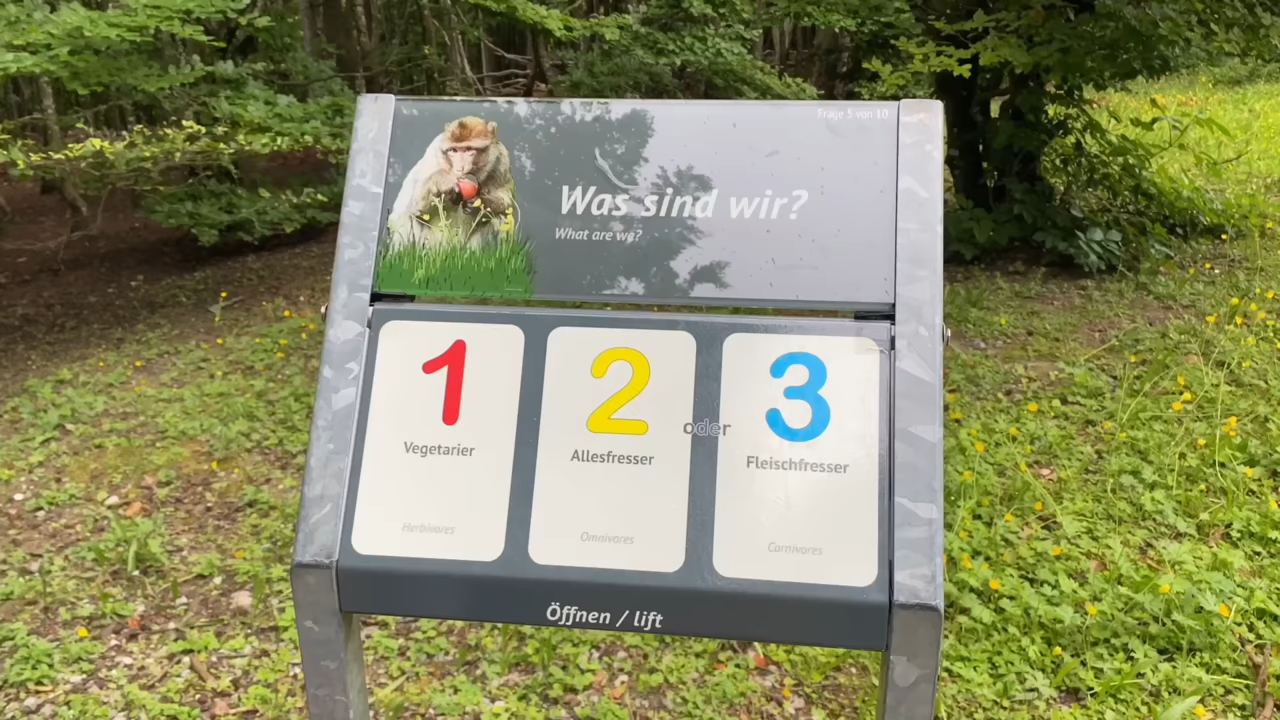 Frage 5 von 10
Was sind wir?
What are we?
1
Vegetarier
Herbivores
2
Allesfresser
Omnivores
oder
3
Fleischfresser
Carnivores
Öffnen / lift